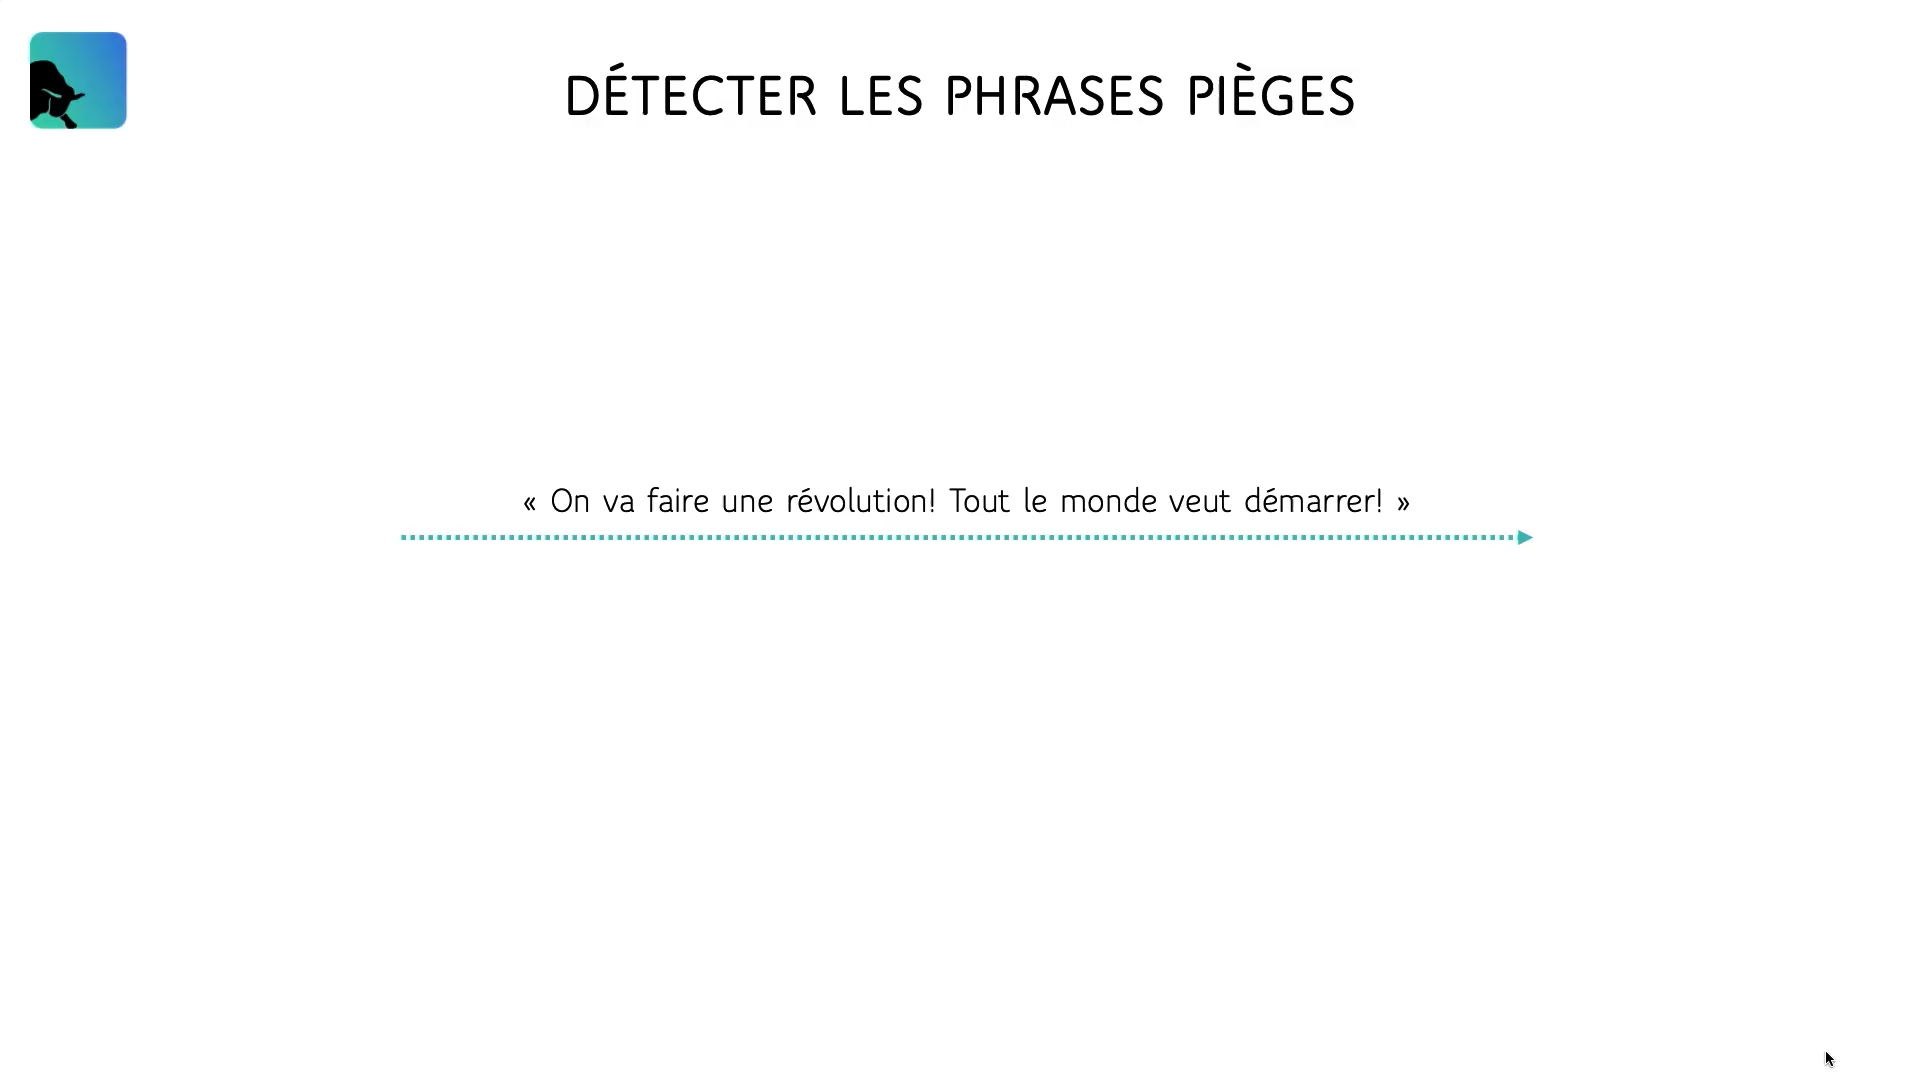 DÉTECTER LES PHRASES PIÈGES
« On va faire une révolution! Tout le monde veut démarrer! »